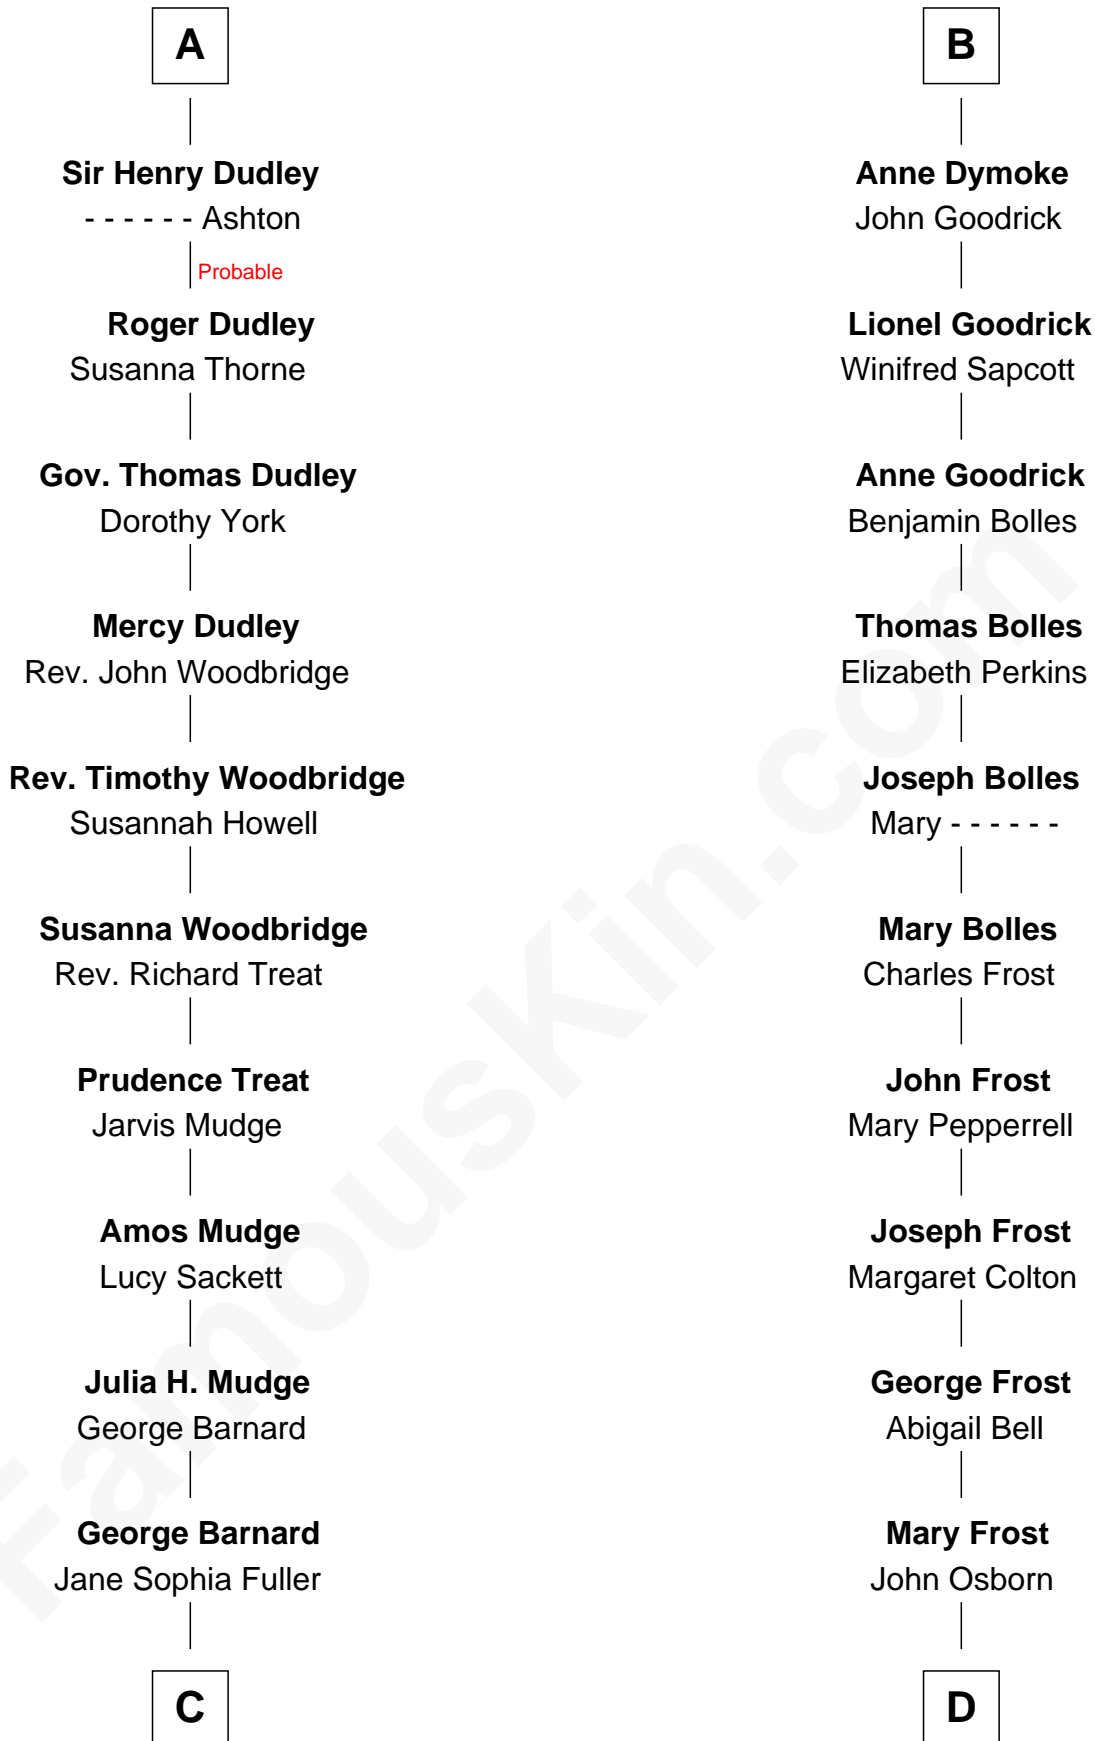 A
Sir Henry Dudley
- - - - - - Ashton
Probable
Roger Dudley
Susanna Thorne
Gov. Thomas Dudley
Dorothy York
Mercy Dudley
Rev. John Woodbridge
Rev. Timothy Woodbridge
Susannah Howell
Susanna Woodbridge
Rev. Richard Treat
Prudence Treat
Jarvis Mudge
Amos Mudge
Lucy Sackett
Julia H. Mudge
George Barnard
George Barnard
Jane Sophia Fuller
C
B
Anne Dymoke
John Goodrick
Lionel Goodrick
Winifred Sapcott
Anne Goodrick
Benjamin Bolles
Thomas Bolles
Elizabeth Perkins
Joseph Bolles
Mary - - - - - -
Mary Bolles
Charles Frost
John Frost
Mary Pepperrell
Joseph Frost
Margaret Colton
George Frost
Abigail Bell
Mary Frost
John Osborn
D
FamousKin.com